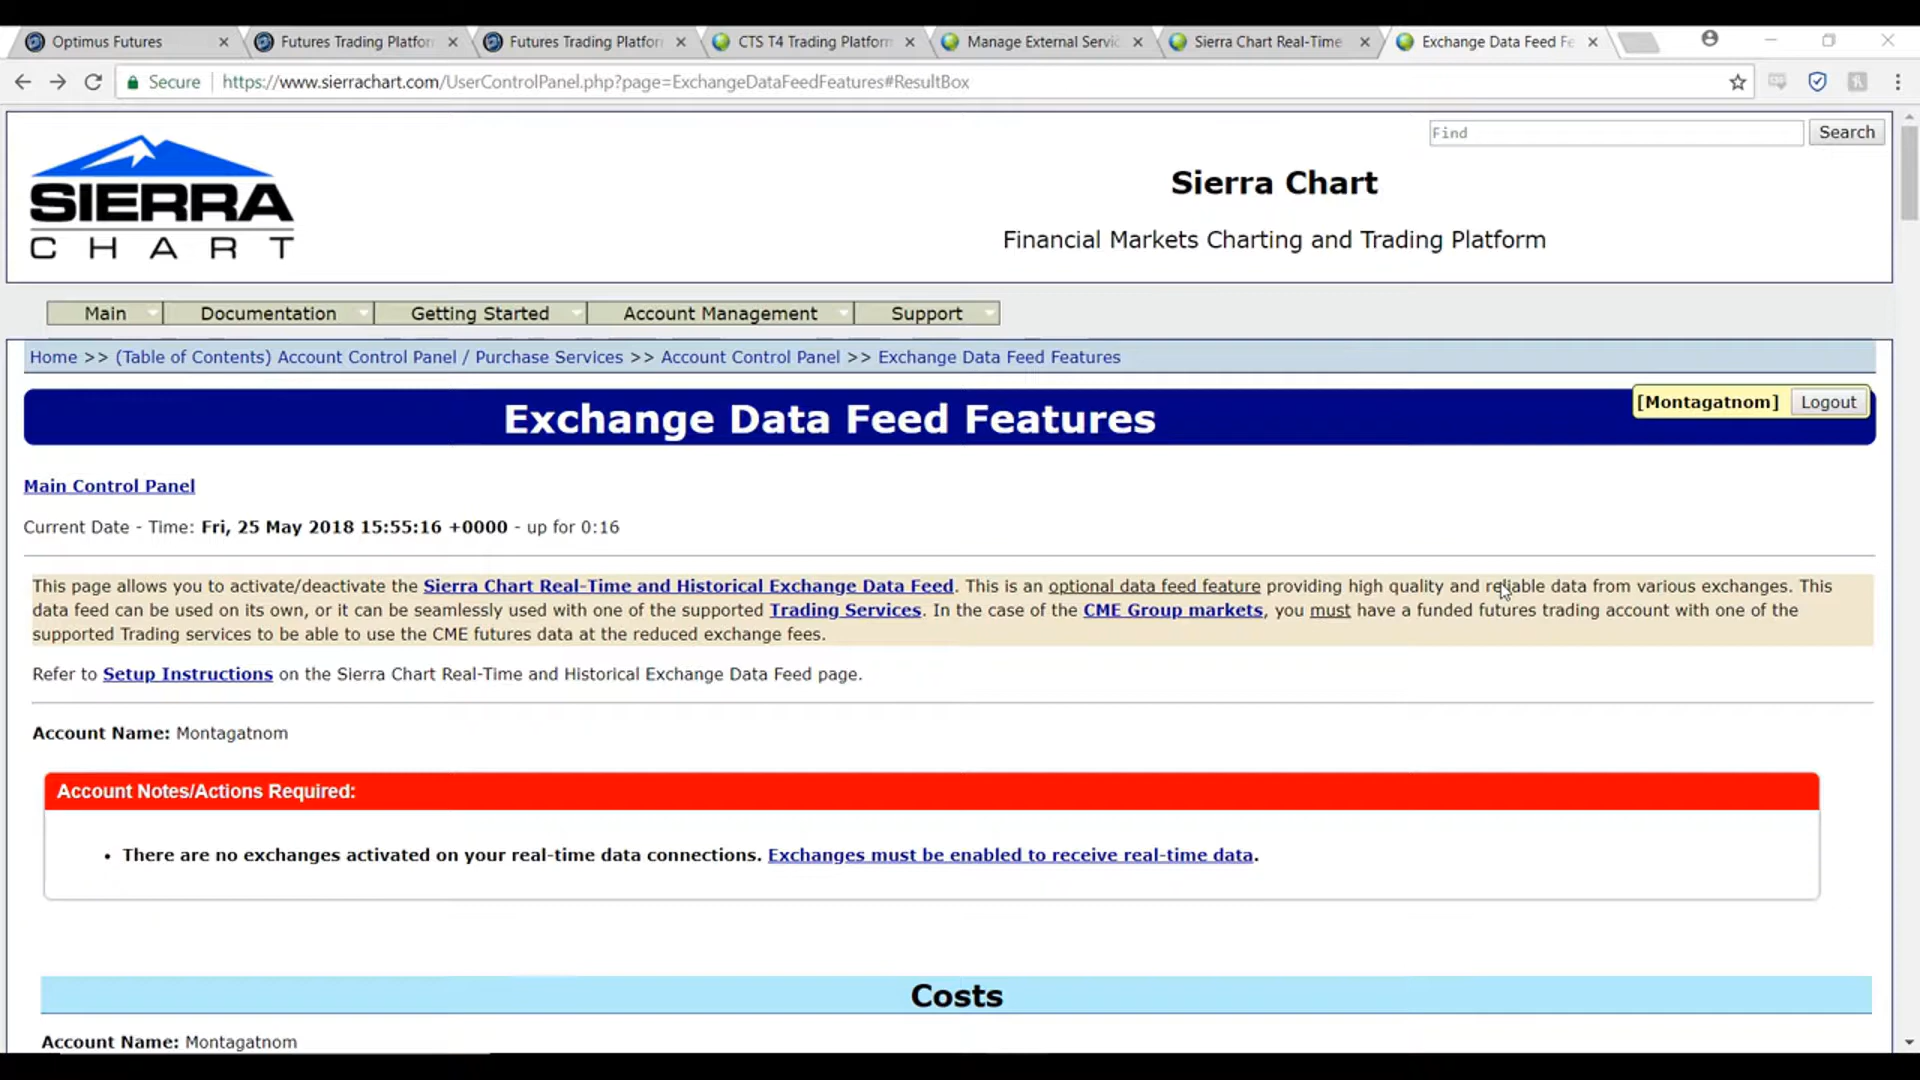 Optimus Futures
Futures Trading Platfor
Futures Trading Platfor
CTS T4 Trading Platform
Manage External Servic
Sierra Chart Real-Time
Exchange Data Feed Fe
Secure
https://www.sierrachart.com/UserControlPanel.php?page=ExchangeDataFeedFeatures#ResultBox
SIERRA
CHART
Find
Search
Sierra Chart
Financial Markets Charting and Trading Platform
Main
Documentation
Getting Started
Account Management
Support
Home >> (Table of Contents) Account Control Panel / Purchase Services >> Account Control Panel >> Exchange Data Feed Features
Exchange Data Feed Features
[Montagatnom]
Logout
Main Control Panel
Current Date - Time: Fri, 25 May 2018 15:55:16 +0000 - up for 0:16
This page allows you to activate/deactivate the Sierra Chart Real-Time and Historical Exchange Data Feed. This is an optional data feed feature providing high quality and reliable data from various exchanges. This
data feed can be used on its own, or it can be seamlessly used with one of the supported Trading Services. In the case of the CME Group markets, you must have a funded futures trading account with one of the
supported Trading services to be able to use the CME futures data at the reduced exchange fees.
Refer to Setup Instructions on the Sierra Chart Real-Time and Historical Exchange Data Feed page.
Account Name: Montagatnom
Account Notes/Actions Required:
• There are no exchanges activated on your real-time data connections. Exchanges must be enabled to receive real-time data.
Costs
Account Name: Montagatnom